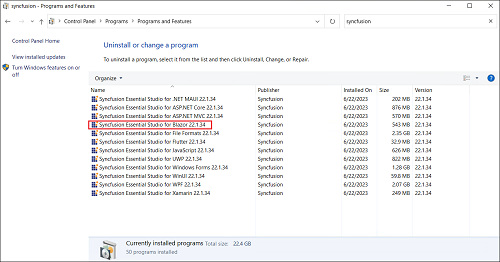 syncfusion - Programs and Features
Control Panel > Programs > Programs and Features
syncfusion
Control Panel Home
View installed updates
Turn Windows features on or off
Uninstall or change a program
To uninstall a program, select it from the list and then click Uninstall, Change, or Repair.
Organize
Name Publisher Installed On Size Version
Syncfusion Essential Studio for .NET MAUI 22.1.34 Syncfusion 6/22/2023 202 MB 22.1.34
Syncfusion Essential Studio for ASP.NET Core 22.1.34 Syncfusion 6/22/2023 876 MB 22.1.34
Syncfusion Essential Studio for ASP.NET MVC 22.1.34 Syncfusion 6/22/2023 570 MB 22.1.34
Syncfusion Essential Studio for Blazor 22.1.34 Syncfusion 6/22/2023 543 MB 22.1.34
Syncfusion Essential Studio for File Formats 22.1.34 Syncfusion 6/22/2023 2.35 GB 22.1.34
Syncfusion Essential Studio for Flutter 22.1.34 Syncfusion 6/22/2023 32.9 MB 22.1.34
Syncfusion Essential Studio for JavaScript 22.1.34 Syncfusion 6/22/2023 626 MB 22.1.34
Syncfusion Essential Studio for UWP 22.1.34 Syncfusion 6/22/2023 822 MB 22.1.34
Syncfusion Essential Studio for Windows Forms 22.1.34 Syncfusion 6/22/2023 1.28 GB 22.1.34
Syncfusion Essential Studio for WinUI 22.1.34 Syncfusion 6/22/2023 59.8 MB 22.1.34
Syncfusion Essential Studio for WPF 22.1.34 Syncfusion 6/22/2023 2.07 GB 22.1.34
Syncfusion Essential Studio for Xamarin 22.1.34 Syncfusion 6/22/2023 249 MB 22.1.34
Currently installed programs Total size: 22.4 GB
50 programs installed